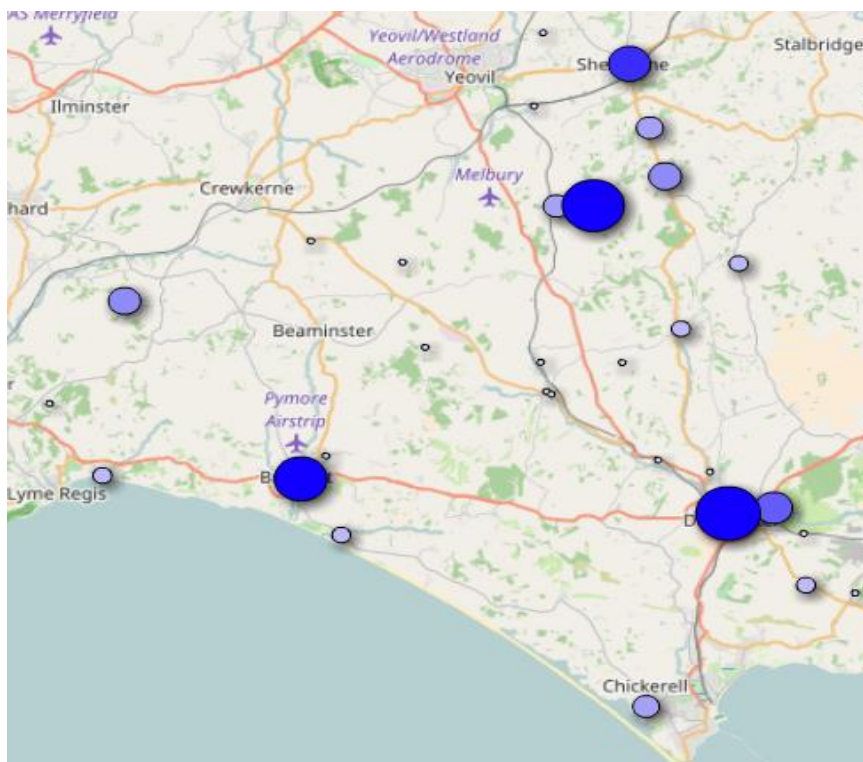 AS Merryfield
Yeovil/Westland
Aerodrome
Yeovil
Stalbridge
Ilminster
Melbury
Crewkerne
hard
Beaminster
Pymore
Airstrip
Lyme Regis
Chickerell